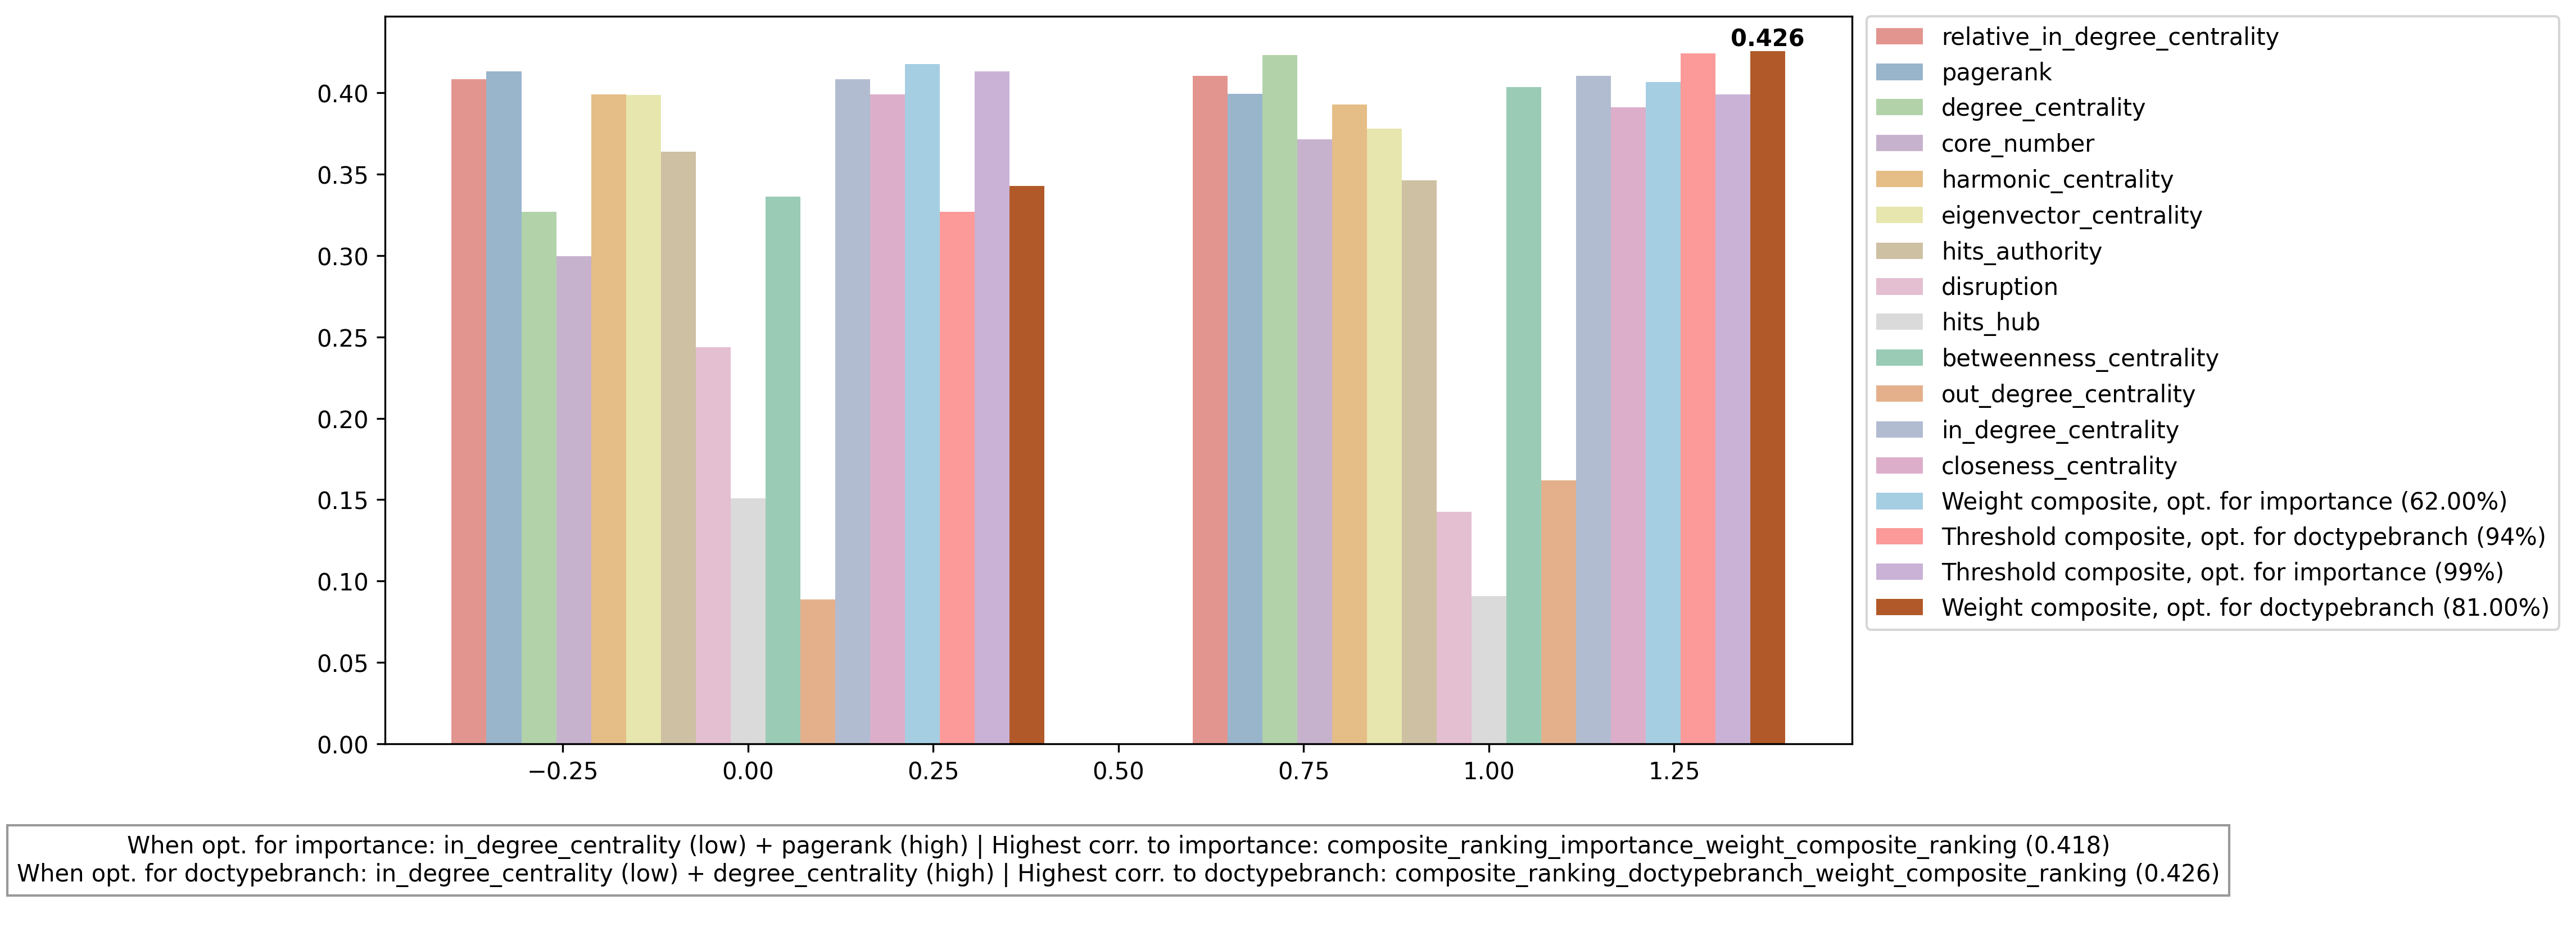 0.426
0.40
0.35
0.30
0.25
0.20
0.15
0.10
0.05
0.00
−0.25 0.00 0.25 0.50 0.75 1.00 1.25
relative_in_degree_centrality
pagerank
degree_centrality
core_number
harmonic_centrality
eigenvector_centrality
hits_authority
disruption
hits_hub
betweenness_centrality
out_degree_centrality
in_degree_centrality
closeness_centrality
Weight composite, opt. for importance (62.00%)
Threshold composite, opt. for doctypebranch (94%)
Threshold composite, opt. for importance (99%)
Weight composite, opt. for doctypebranch (81.00%)
When opt. for importance: in_degree_centrality (low) + pagerank (high) | Highest corr. to importance: composite_ranking_importance_weight_composite_ranking (0.418)
When opt. for doctypebranch: in_degree_centrality (low) + degree_centrality (high) | Highest corr. to doctypebranch: composite_ranking_doctypebranch_weight_composite_ranking (0.426)